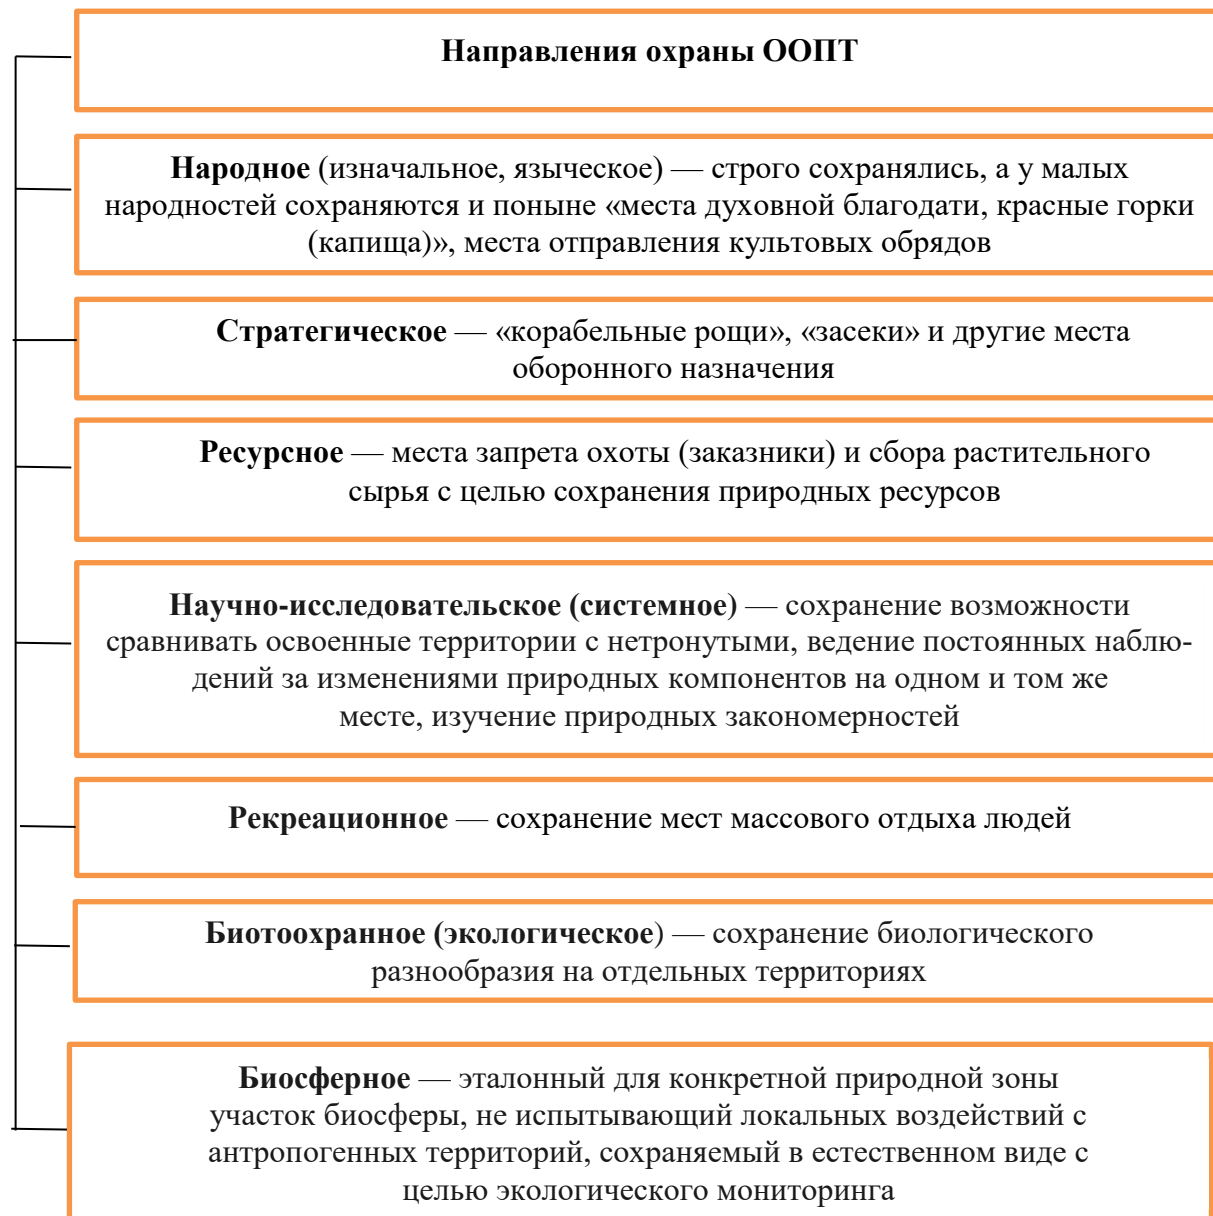 Направления охраны ООПТ
Народное (изначальное, языческое) — строго сохранялись, а у малых
народностей сохраняются и поныне «места духовной благодати, красные горки
(капища)», места отправления культовых обрядов
Стратегическое — «корабельные рощи», «засеки» и другие места
оборонного назначения
Ресурсное — места запрета охоты (заказники) и сбора растительного
сырья с целью сохранения природных ресурсов
Научно-исследовательское (системное) — сохранение возможности
сравнивать освоенные территории с нетронутыми, ведение постоянных наблю-
дений за изменениями природных компонентов на одном и том же
месте, изучение природных закономерностей
Рекреационное — сохранение мест массового отдыха людей
Биотоохранное (экологическое) — сохранение биологического
разнообразия на отдельных территориях
Биосферное — эталонный для конкретной природной зоны
участок биосферы, не испытывающий локальных воздействий с
антропогенных территорий, сохраняемый в естественном виде с
целью экологического мониторинга